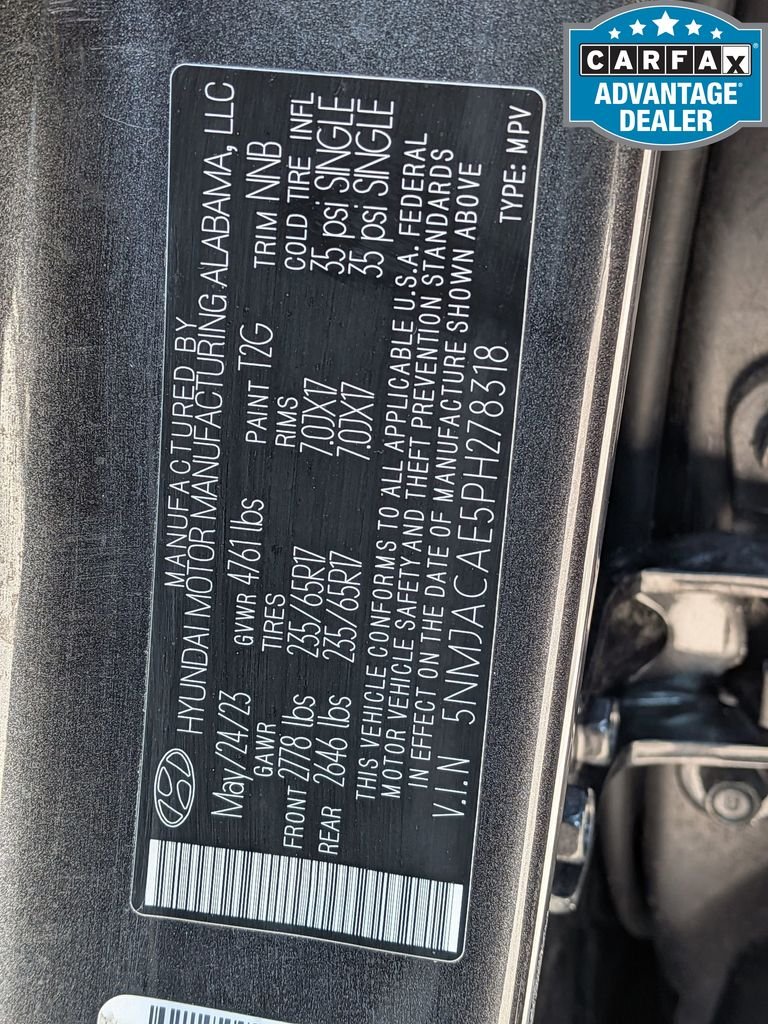 CARFAX
ADVANTAGE
DEALER
MANUFACTURED BY
HYUNDAI MOTOR MANUFACTURING ALABAMA, LLC
May/24/23 GVWR 4761 lbs PAINT T2G TRIM NNB
GAWR TIRES RIMS COLD TIRE INFL
FRONT 2778 lbs 235/65R17 7.0JX17 35 psi SINGLE
REAR 2646 lbs 235/65R17 7.0JX17 35 psi SINGLE
THIS VEHICLE CONFORMS TO ALL APPLICABLE U.S.A. FEDERAL
MOTOR VEHICLE SAFETY AND THEFT PREVENTION STANDARDS
IN EFFECT ON THE DATE OF MANUFACTURE SHOWN ABOVE
V.I.N 5NMJACAE5PH278318 TYPE: MPV